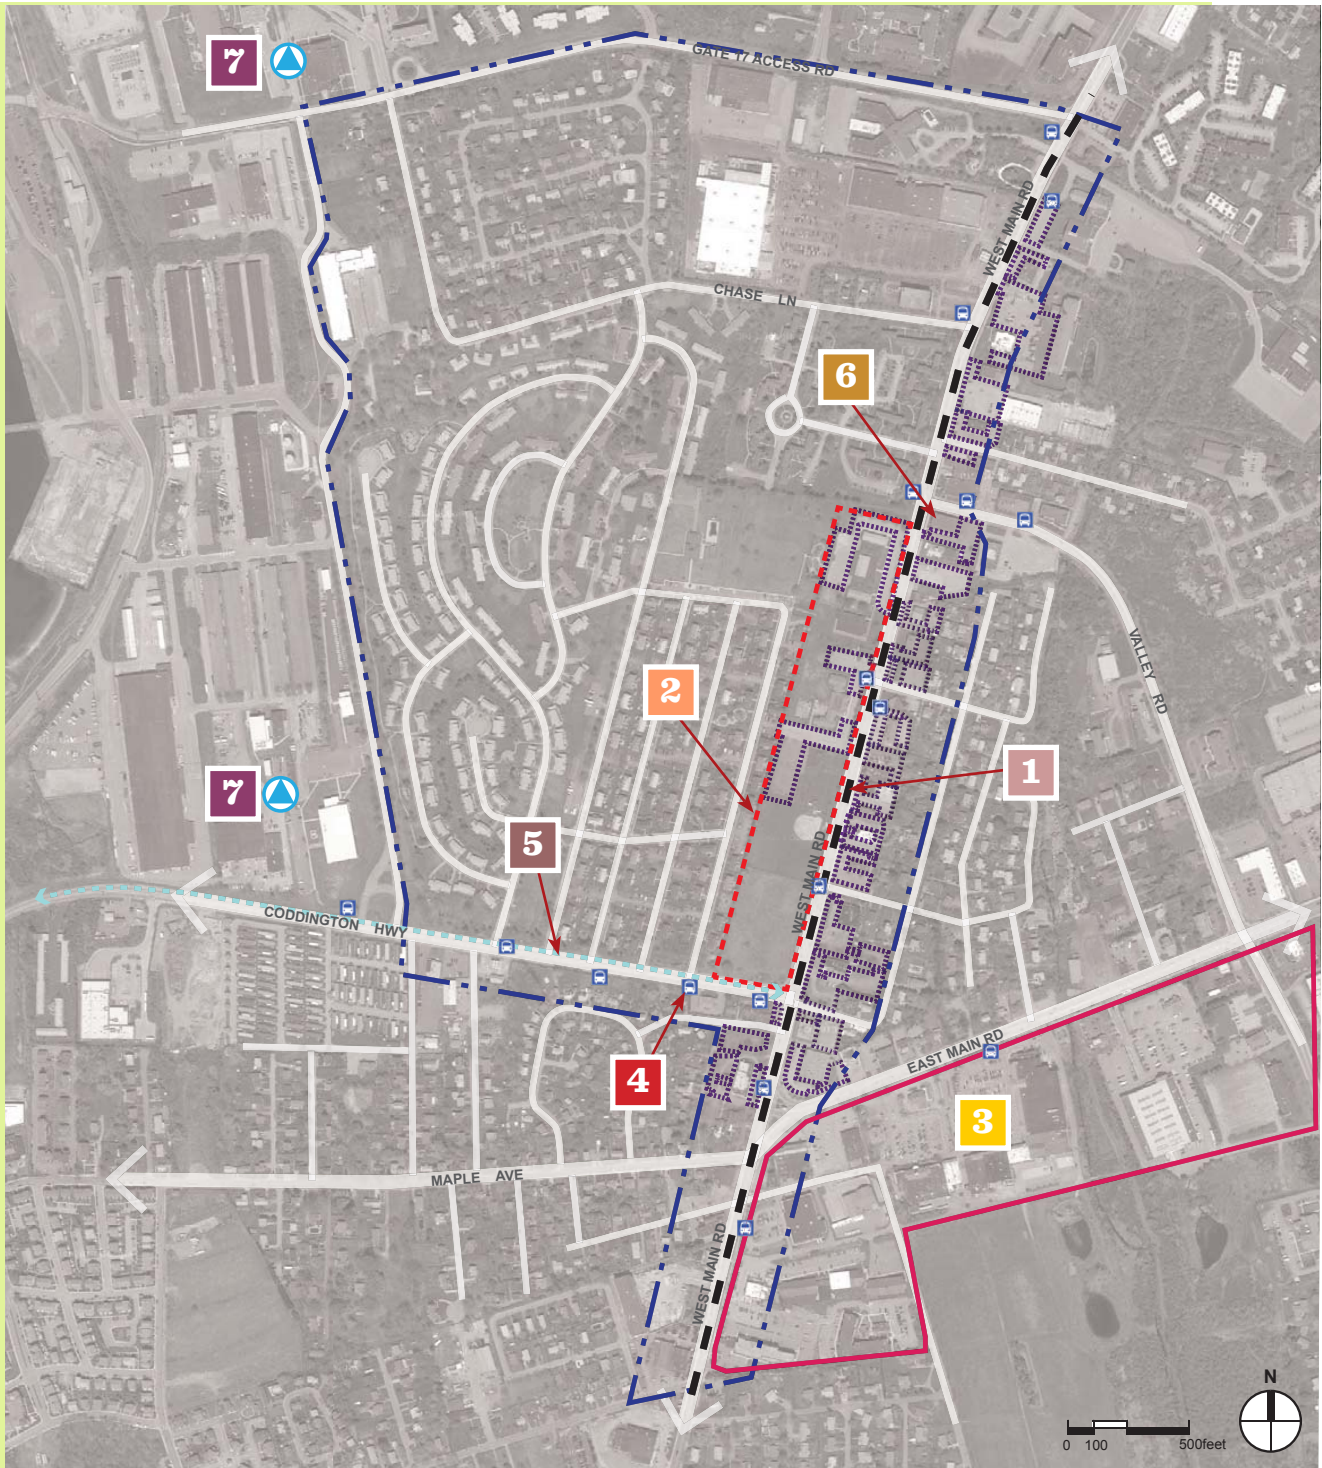 7
GATE 17 ACCESS RD
WEST MAIN RD
CHASE LN
6
VALLEY RD
2
1
7
5
WEST MAIN RD
CODDINGTON HWY
EAST MAIN RD
4
3
MAPLE AVE
WEST MAIN RD
N
0 100 500feet